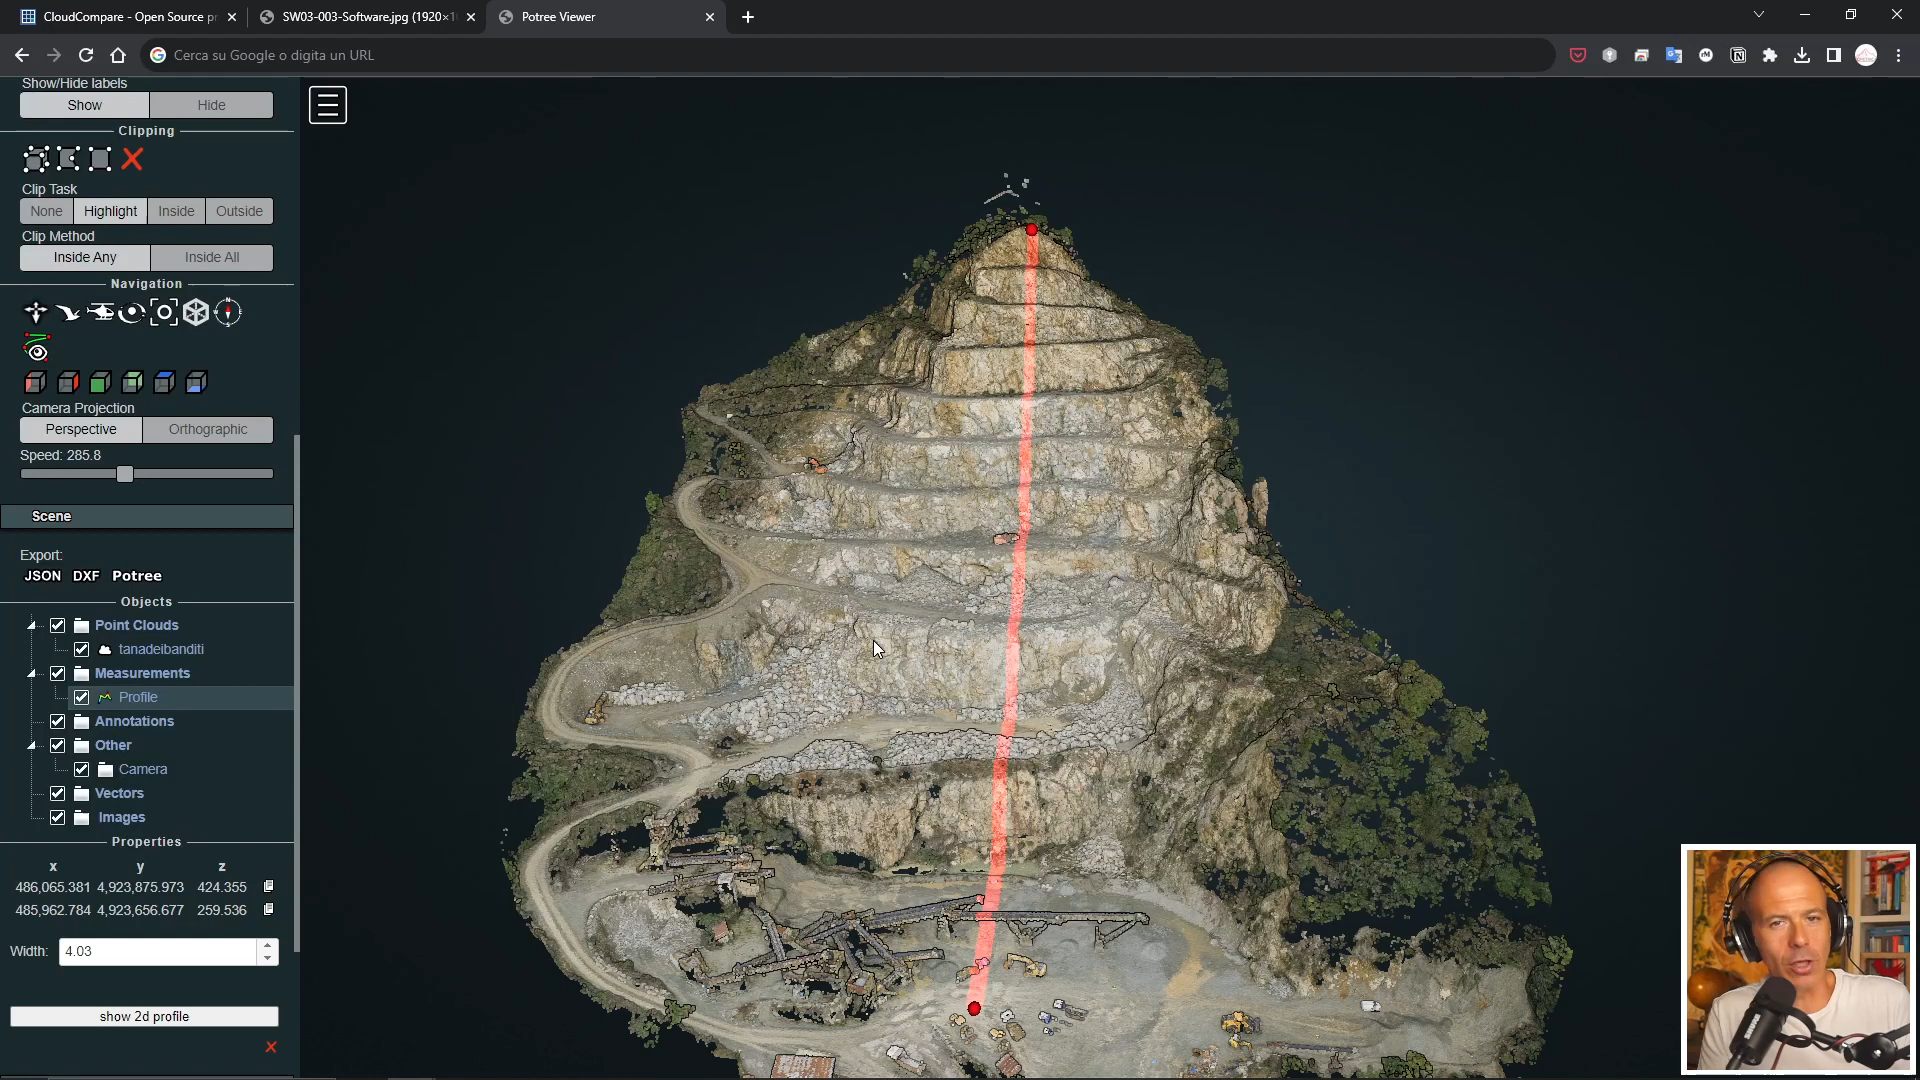 CloudCompare - Open Source pr
SW03-003-Software.jpg (1920×1
Potree Viewer
Cerca su Google o digita un URL
Show/Hide labels
Show Hide
Clipping
Clip Task
None Highlight Inside Outside
Clip Method
Inside Any Inside All
Navigation
Camera Projection
Perspective Orthographic
Speed: 285.8
Scene
Export:
JSON DXF Potree
Objects
Point Clouds
tanadeibanditi
Measurements
Profile
Annotations
Other
Camera
Vectors
Images
Properties
x y z
486,065.381 4,923,875.973 424.355
485,962.784 4,923,656.677 259.536
Width: 4.03
show 2d profile